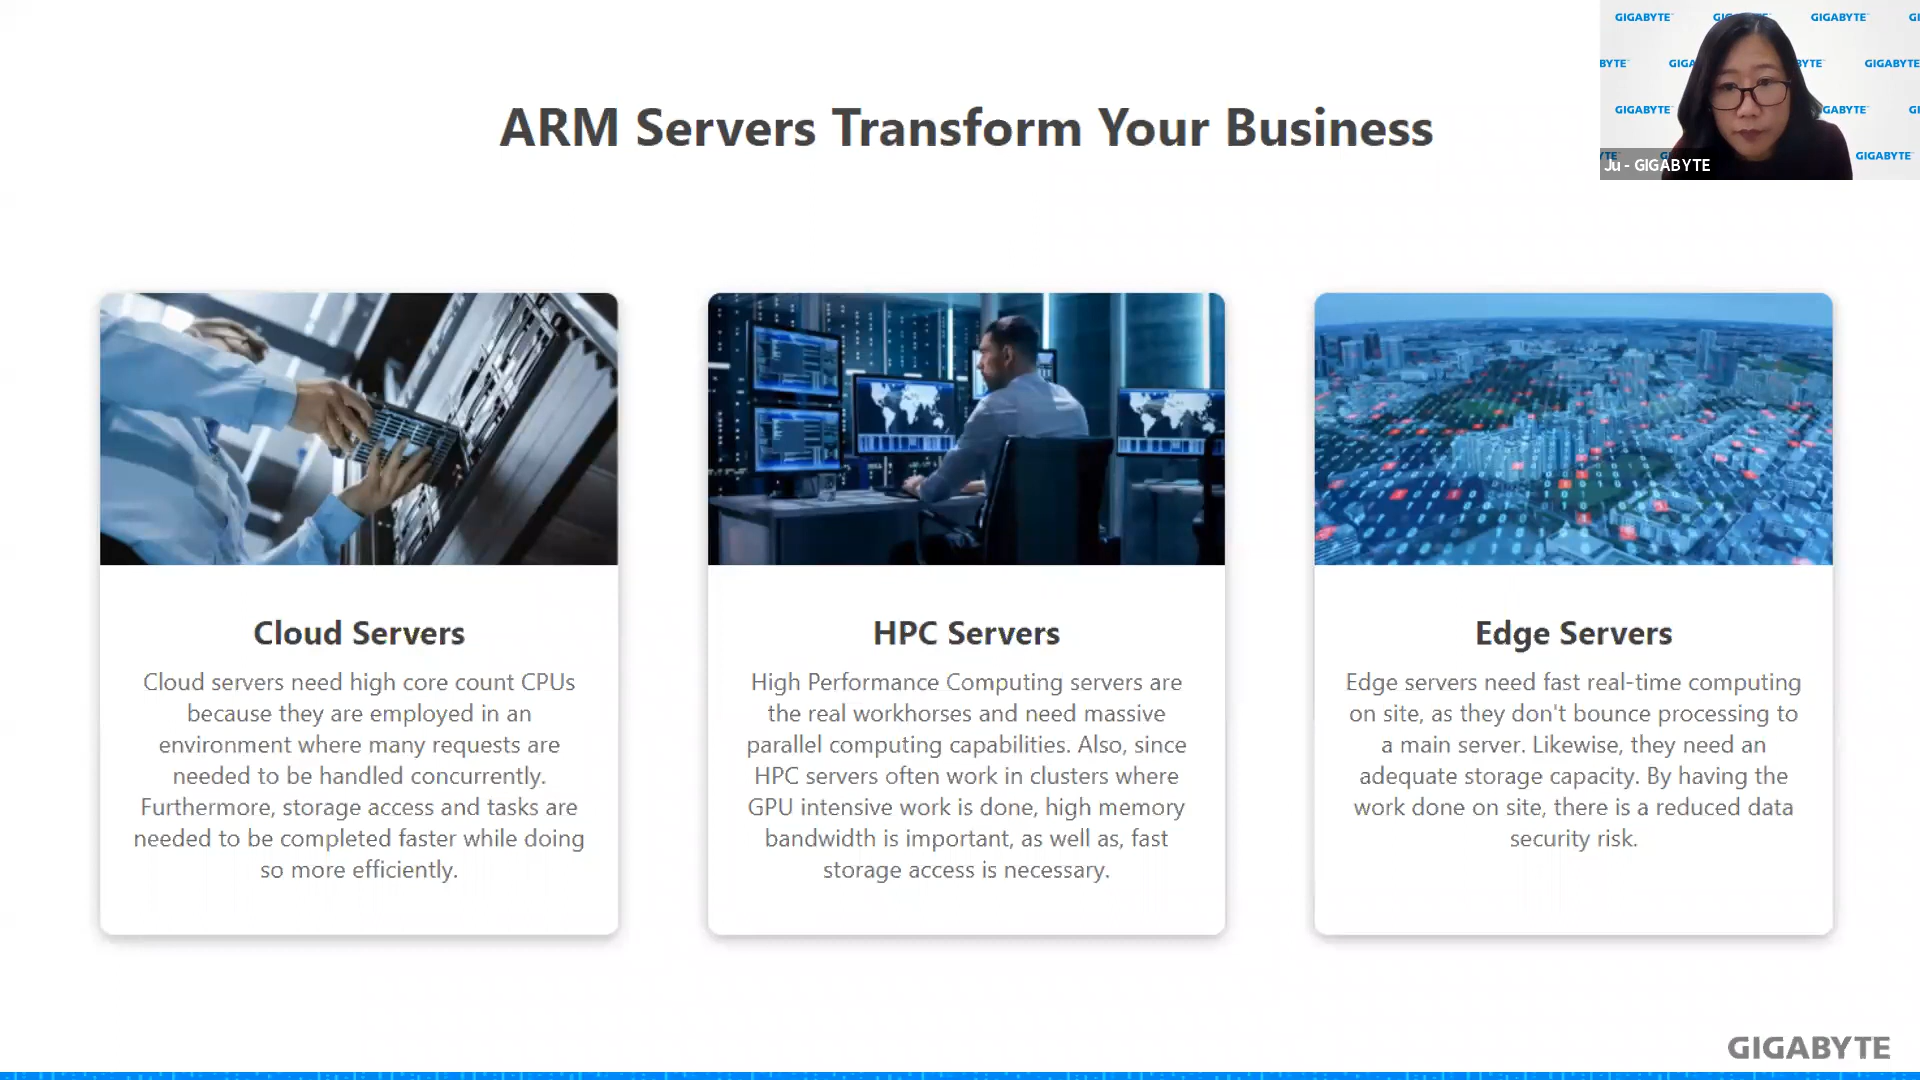 ARM Servers Transform Your Business
GIGABYTE GIGABYTE
GIGABYTE
GIGABYTE GIGABYTE
GIGABYTE
Ju - GIGABYTE
Cloud Servers
Cloud servers need high core count CPUs
because they are employed in an
environment where many requests are
needed to be handled concurrently.
Furthermore, storage access and tasks are
needed to be completed faster while doing
so more efficiently.
HPC Servers
High Performance Computing servers are
the real workhorses and need massive
parallel computing capabilities. Also, since
HPC servers often work in clusters where
GPU intensive work is done, high memory
bandwidth is important, as well as, fast
storage access is necessary.
Edge Servers
Edge servers need fast real-time computing
on site, as they don't bounce processing to
a main server. Likewise, they need an
adequate storage capacity. By having the
work done on site, there is a reduced data
security risk.
GIGABYTE